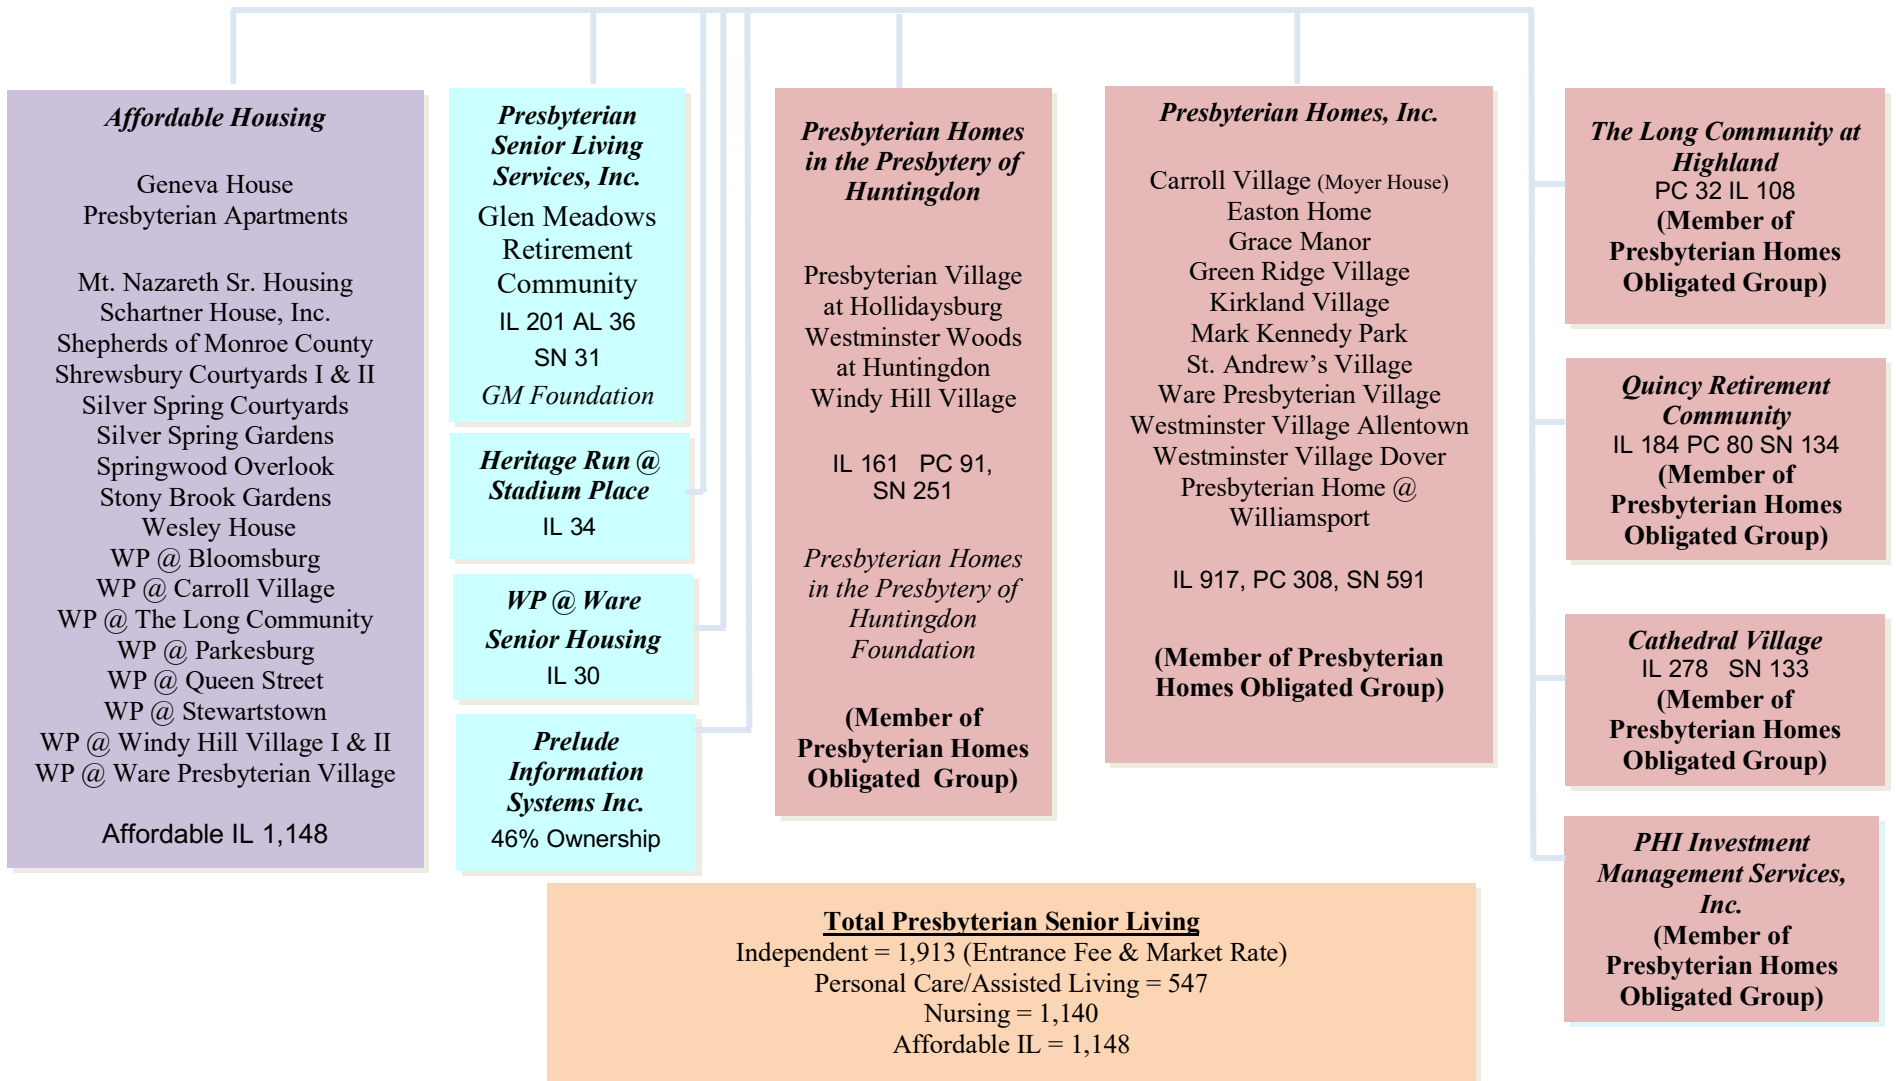 Affordable Housing
Geneva House
Presbyterian Apartments
Mt. Nazareth Sr. Housing
Schartner House, Inc.
Shepherds of Monroe County
Shrewsbury Courtyards I & II
Silver Spring Courtyards
Silver Spring Gardens
Springwood Overlook
Stony Brook Gardens
Wesley House
WP @ Bloomsburg
WP @ Carroll Village
WP @ The Long Community
WP @ Parkesburg
WP @ Queen Street
WP @ Stewartstown
WP @ Windy Hill Village I & II
WP @ Ware Presbyterian Village
Affordable IL 1,148
Presbyterian
Senior Living
Services, Inc.
Glen Meadows
Retirement
Community
IL 201 AL 36
SN 31
GM Foundation
Heritage Run @
Stadium Place
IL 34
WP @ Ware
Senior Housing
IL 30
Prelude
Information
Systems Inc.
46% Ownership
Presbyterian Homes
in the Presbytery of
Huntingdon
Presbyterian Village
at Hollidaysburg
Westminster Woods
at Huntingdon
Windy Hill Village
IL 161 PC 91,
SN 251
Presbyterian Homes
in the Presbytery of
Huntingdon
Foundation
(Member of
Presbyterian Homes
Obligated Group)
Presbyterian Homes, Inc.
Carroll Village (Moyer House)
Easton Home
Grace Manor
Green Ridge Village
Kirkland Village
Mark Kennedy Park
St. Andrew’s Village
Ware Presbyterian Village
Westminster Village Allentown
Westminster Village Dover
Presbyterian Home @
Williamsport
IL 917, PC 308, SN 591
(Member of Presbyterian
Homes Obligated Group)
The Long Community at
Highland
PC 32 IL 108
(Member of
Presbyterian Homes
Obligated Group)
Quincy Retirement
Community
IL 184 PC 80 SN 134
(Member of
Presbyterian Homes
Obligated Group)
Cathedral Village
IL 278 SN 133
(Member of
Presbyterian Homes
Obligated Group)
PHI Investment
Management Services,
Inc.
(Member of
Presbyterian Homes
Obligated Group)
Total Presbyterian Senior Living
Independent = 1,913 (Entrance Fee & Market Rate)
Personal Care/Assisted Living = 547
Nursing = 1,140
Affordable IL = 1,148